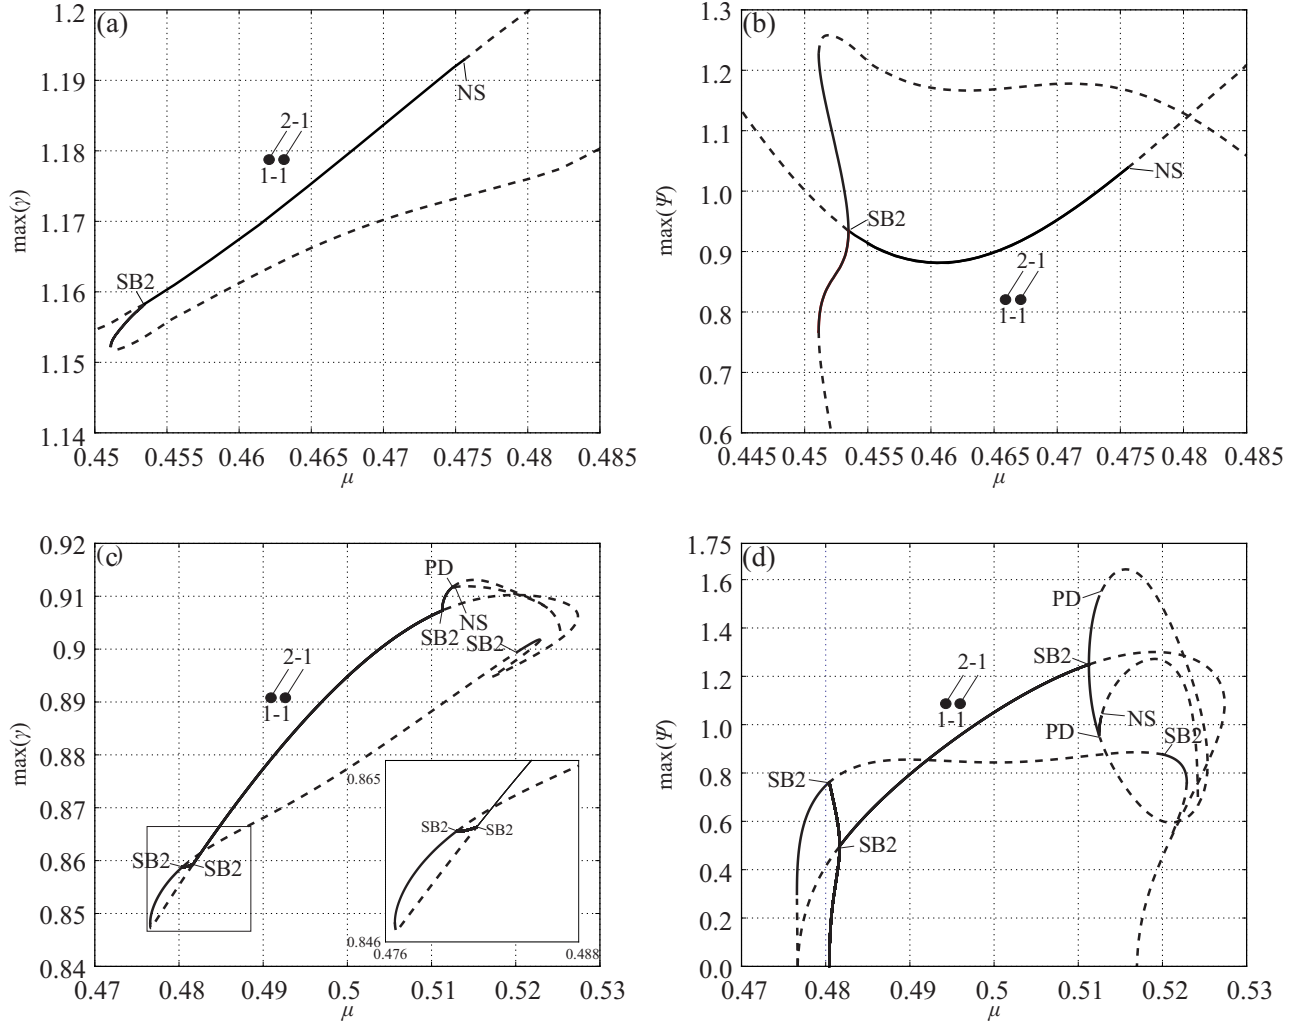 (a)
1.2
1.19
1.18
1.17
1.16
1.15
1.14
max(γ)
NS
2-1
1-1
SB2
0.45 0.455 0.46 0.465 0.47 0.475 0.48 0.485
μ
(b)
1.3
1.2
1.1
1.0
0.9
0.8
0.7
0.6
max(Ψ)
NS
SB2
2-1
1-1
0.445 0.45 0.455 0.46 0.465 0.47 0.475 0.48 0.485
μ
(c)
0.92
0.91
0.9
0.89
0.88
0.87
0.86
0.85
0.84
max(γ)
PD
NS
SB2
SB2
2-1
1-1
SB2 SB2
0.865
SB2 SB2
0.846
0.476 0.488
0.47 0.48 0.49 0.5 0.51 0.52 0.53
μ
(d)
1.75
1.6
1.4
1.2
1.0
0.8
0.6
0.4
0.2
0.0
max(Ψ)
PD
SB2
2-1
1-1
NS
PD
SB2
SB2
SB2
0.47 0.48 0.49 0.5 0.51 0.52 0.53
μ